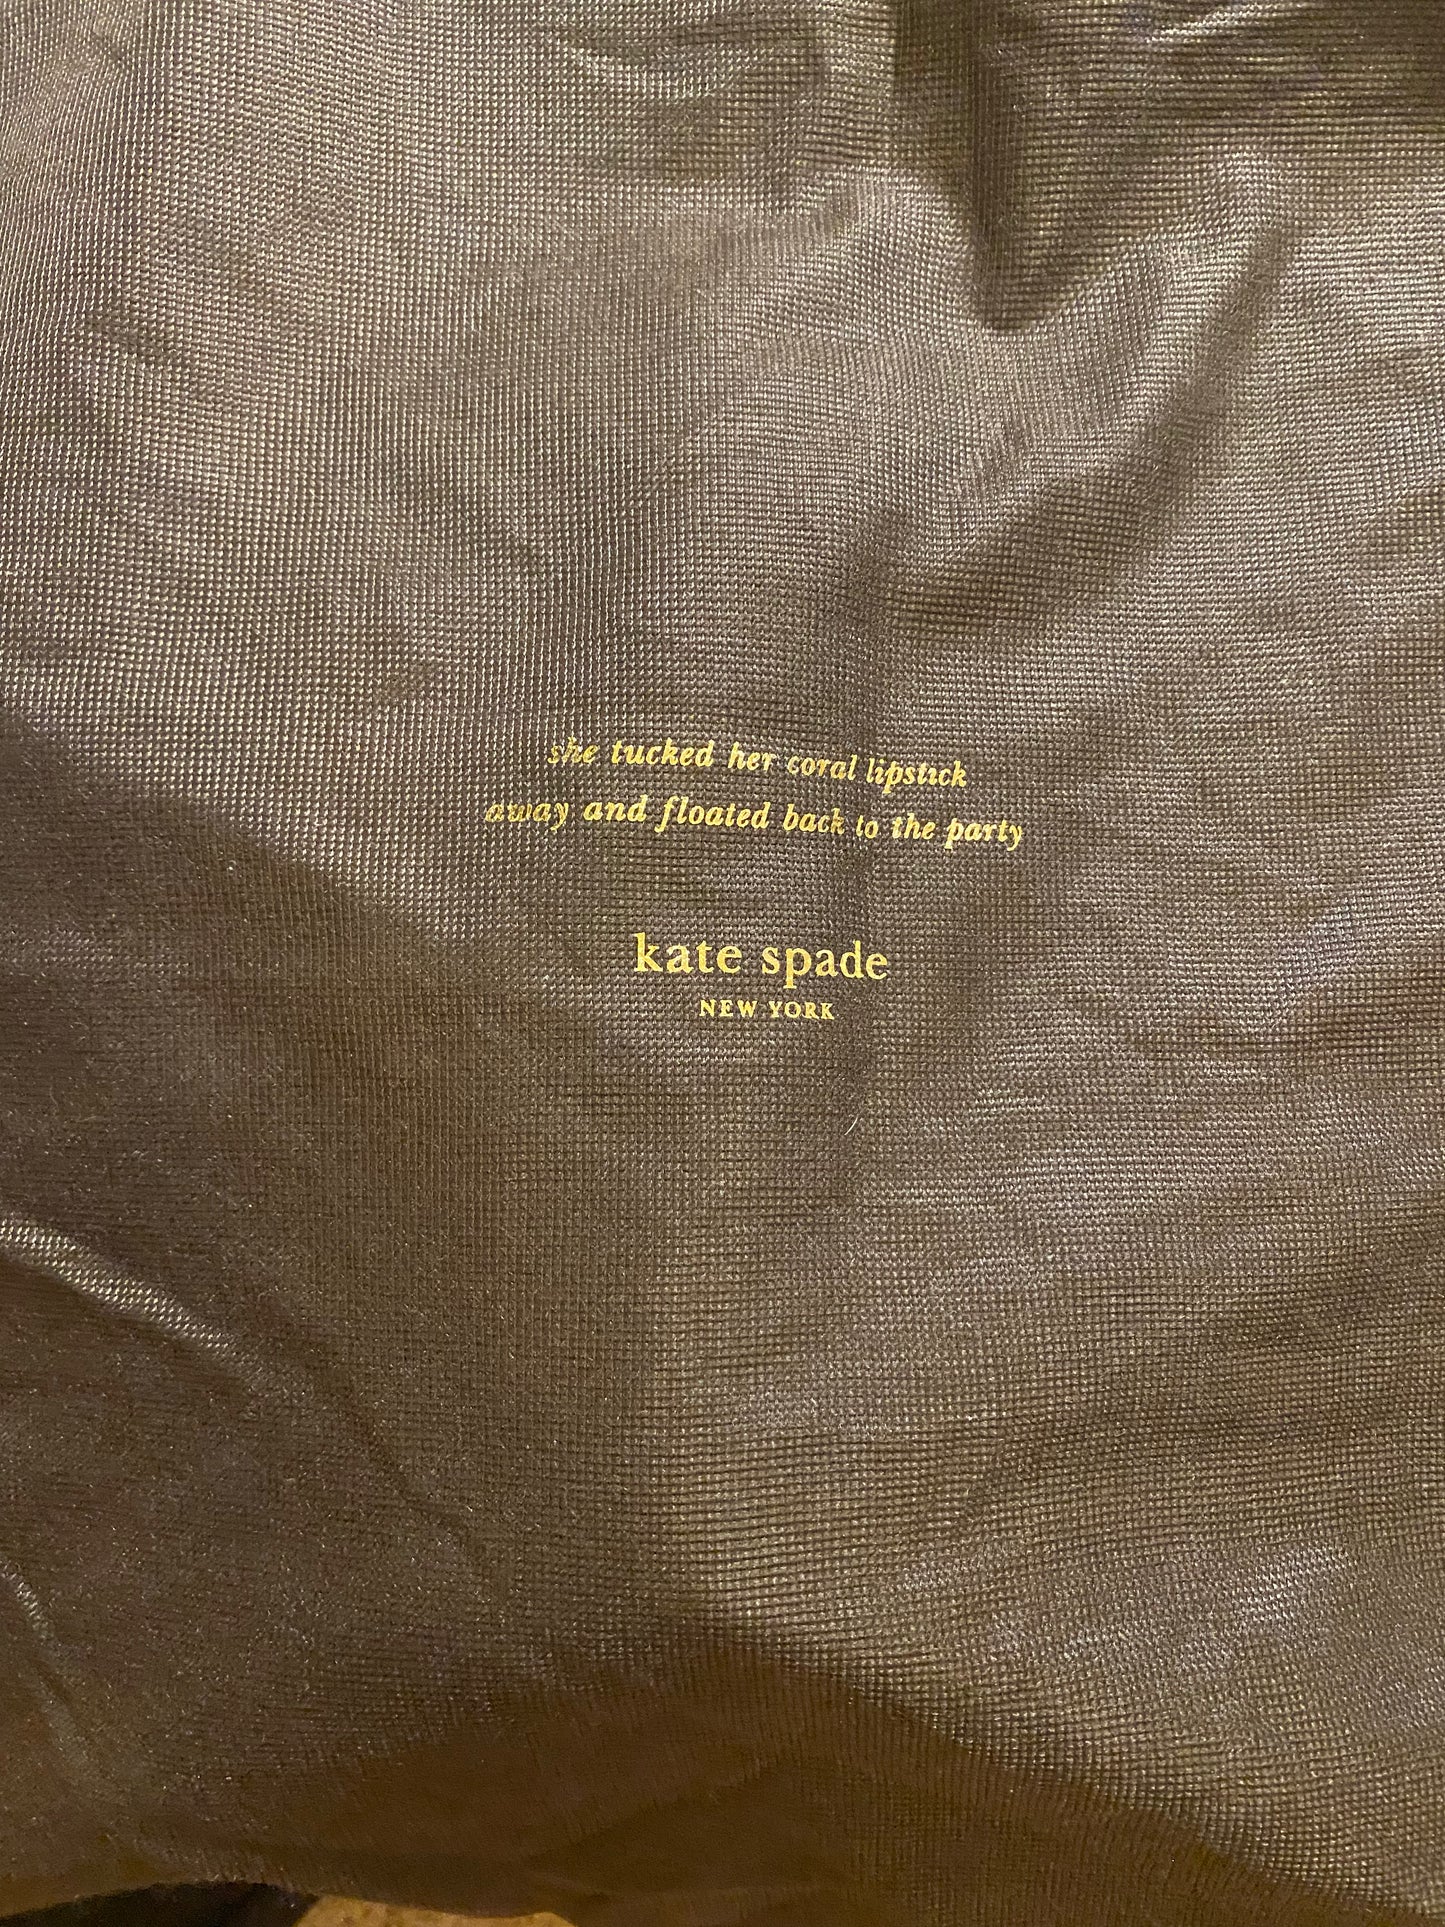 she tucked her coral lipstick
away and floated back to the party
kate spade
NEW YORK